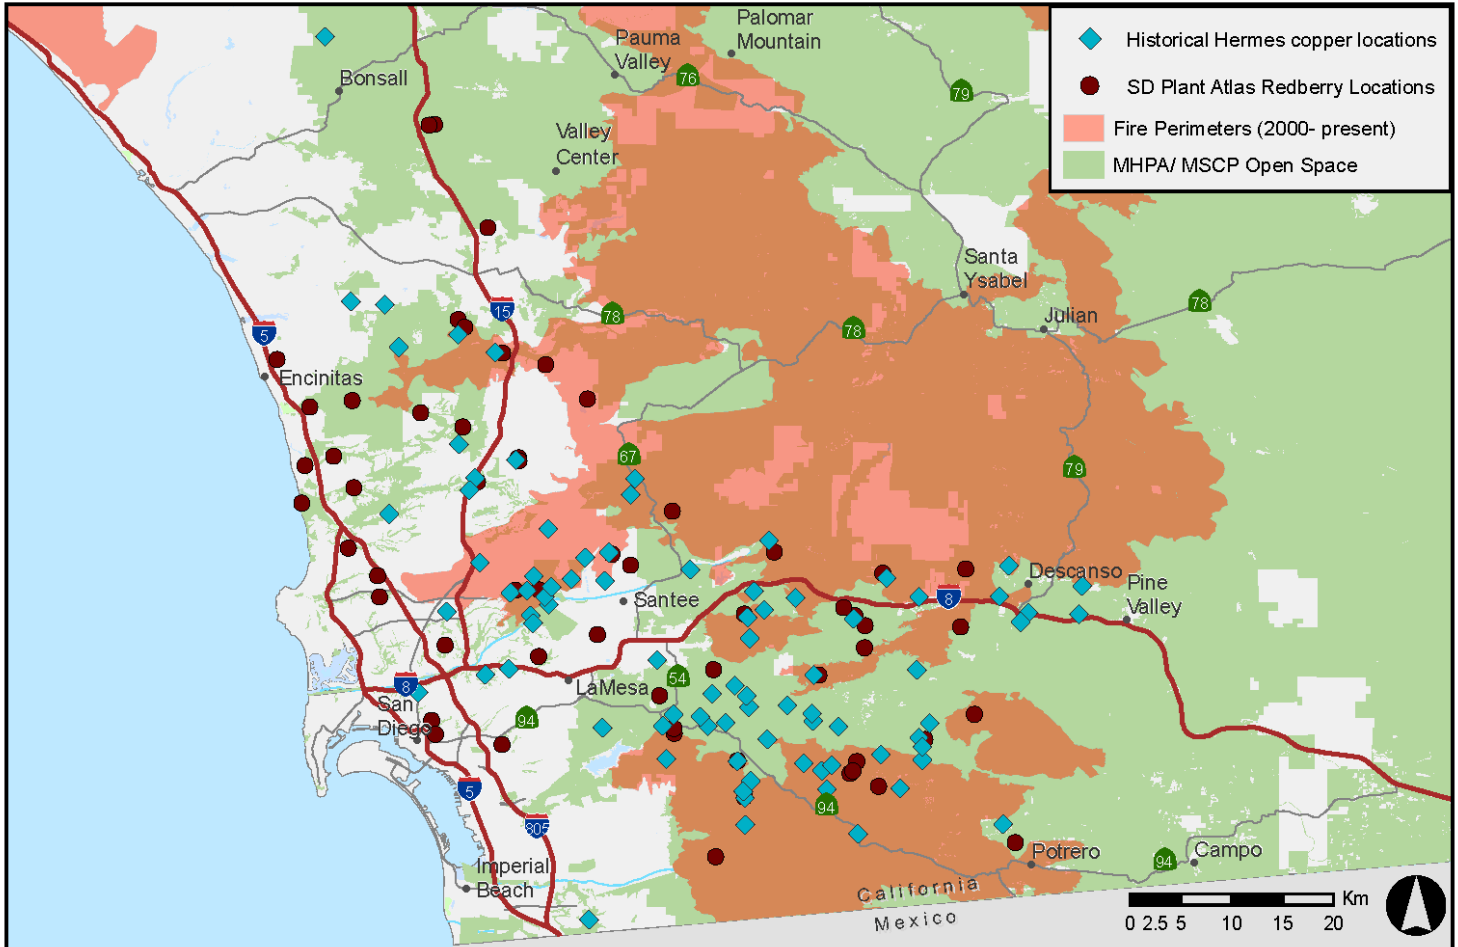 Historical Hermes copper locations
SD Plant Atlas Redberry Locations
Fire Perimeters (2000- present)
MHPA/ MSCP Open Space
Palomar
Mountain
Pauma
Valley
76
79
Bonsall
Valley
Center
Santa
Ysabel
78
Julian
15
78
78
5
Encinitas
67
79
Descanso
Pine
Valley
8
Santee
54
LaMesa
8
San
Diego
94
5
805
94
Imperial
Beach
Potrero
94
Campo
California
Mexico
Km
0 2.5 5 10 15 20